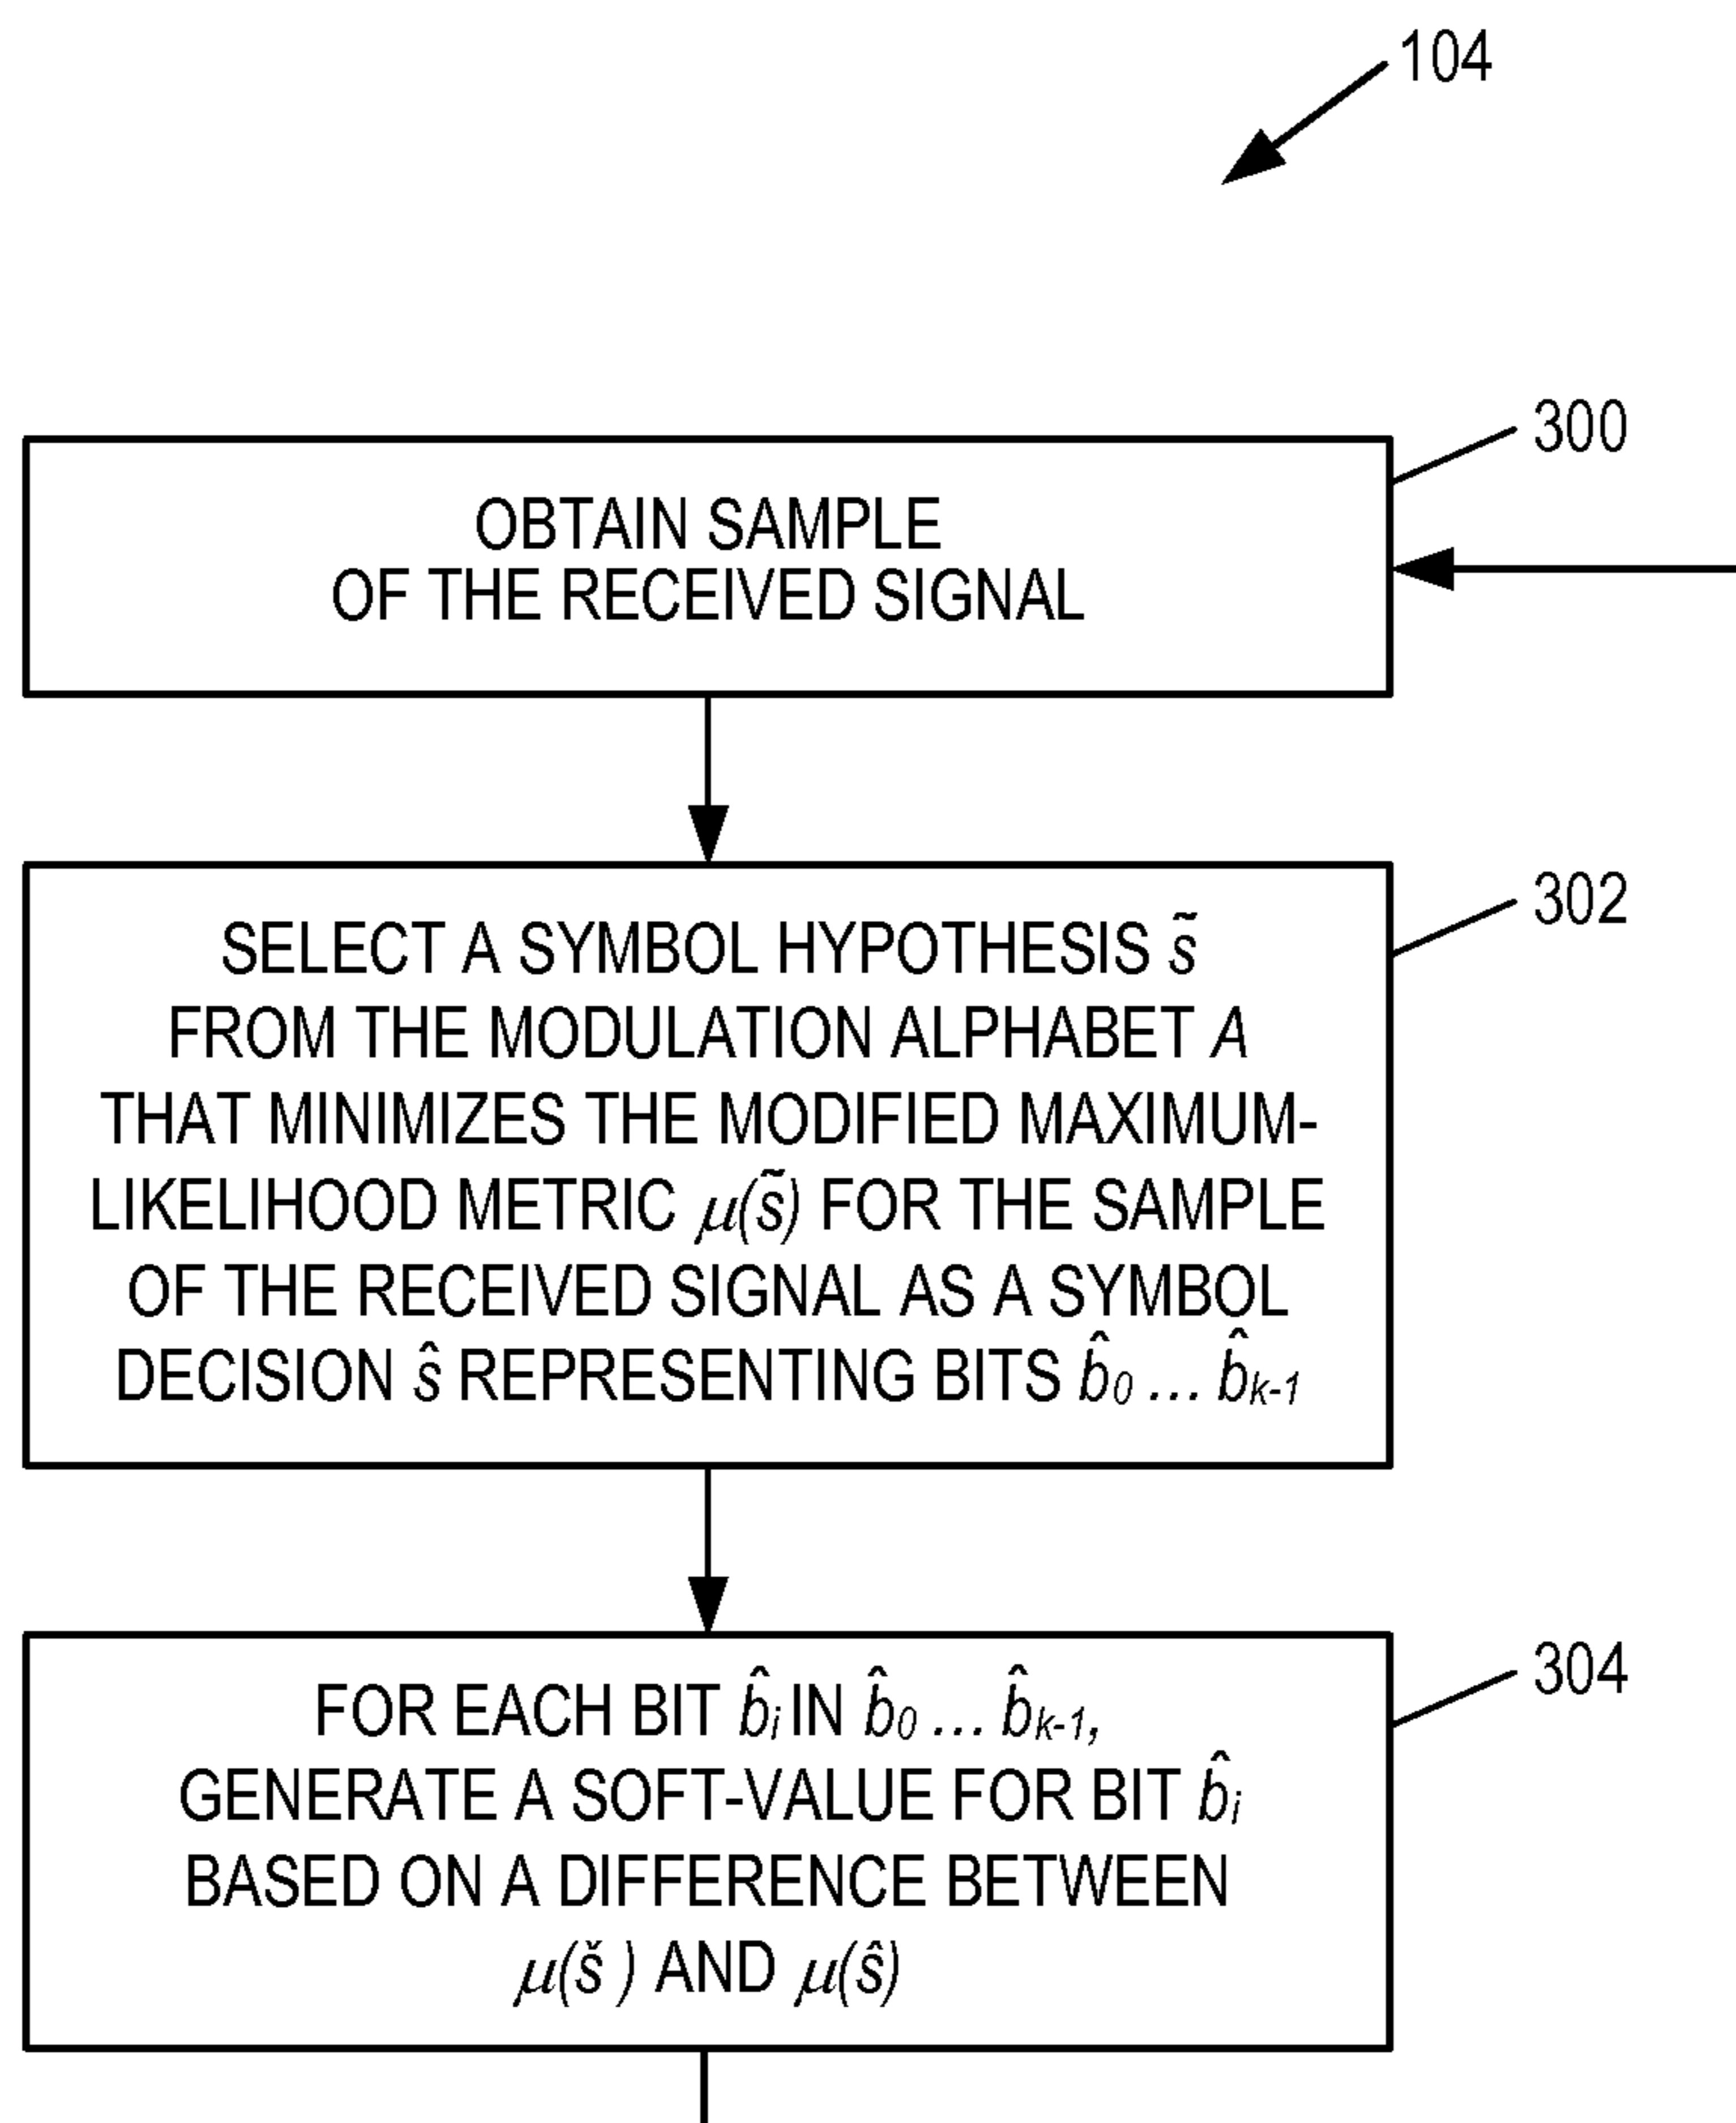 104
300
OBTAIN SAMPLE
OF THE RECEIVED SIGNAL
302
SELECT A SYMBOL HYPOTHESIS s̃
FROM THE MODULATION ALPHABET A
THAT MINIMIZES THE MODIFIED MAXIMUM-
LIKELIHOOD METRIC μ(s̃) FOR THE SAMPLE
OF THE RECEIVED SIGNAL AS A SYMBOL
DECISION ŝ REPRESENTING BITS b̂0 ... b̂k-1
304
FOR EACH BIT b̂i IN b̂0 ... b̂k-1,
GENERATE A SOFT-VALUE FOR BIT b̂i
BASED ON A DIFFERENCE BETWEEN
μ(š ) AND μ(ŝ)